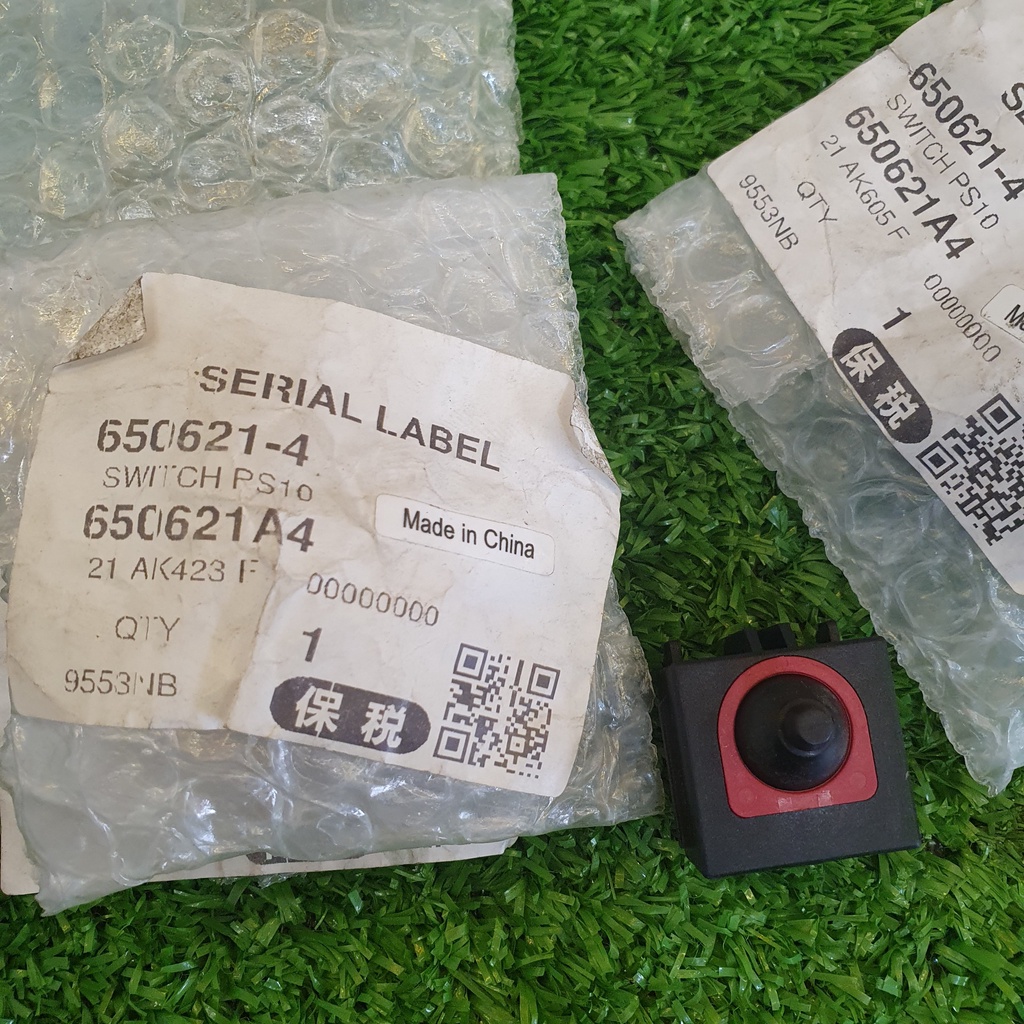 SERIAL LABEL
650621-4
SWITCH PS10
650621A4
Made in China
21 AK423 F
00000000
QTY
1
9553NB
保税
650621-4
SWITCH PS10
650621A4
21 AK605 F
QTY
00000000
9553NB
1
保税